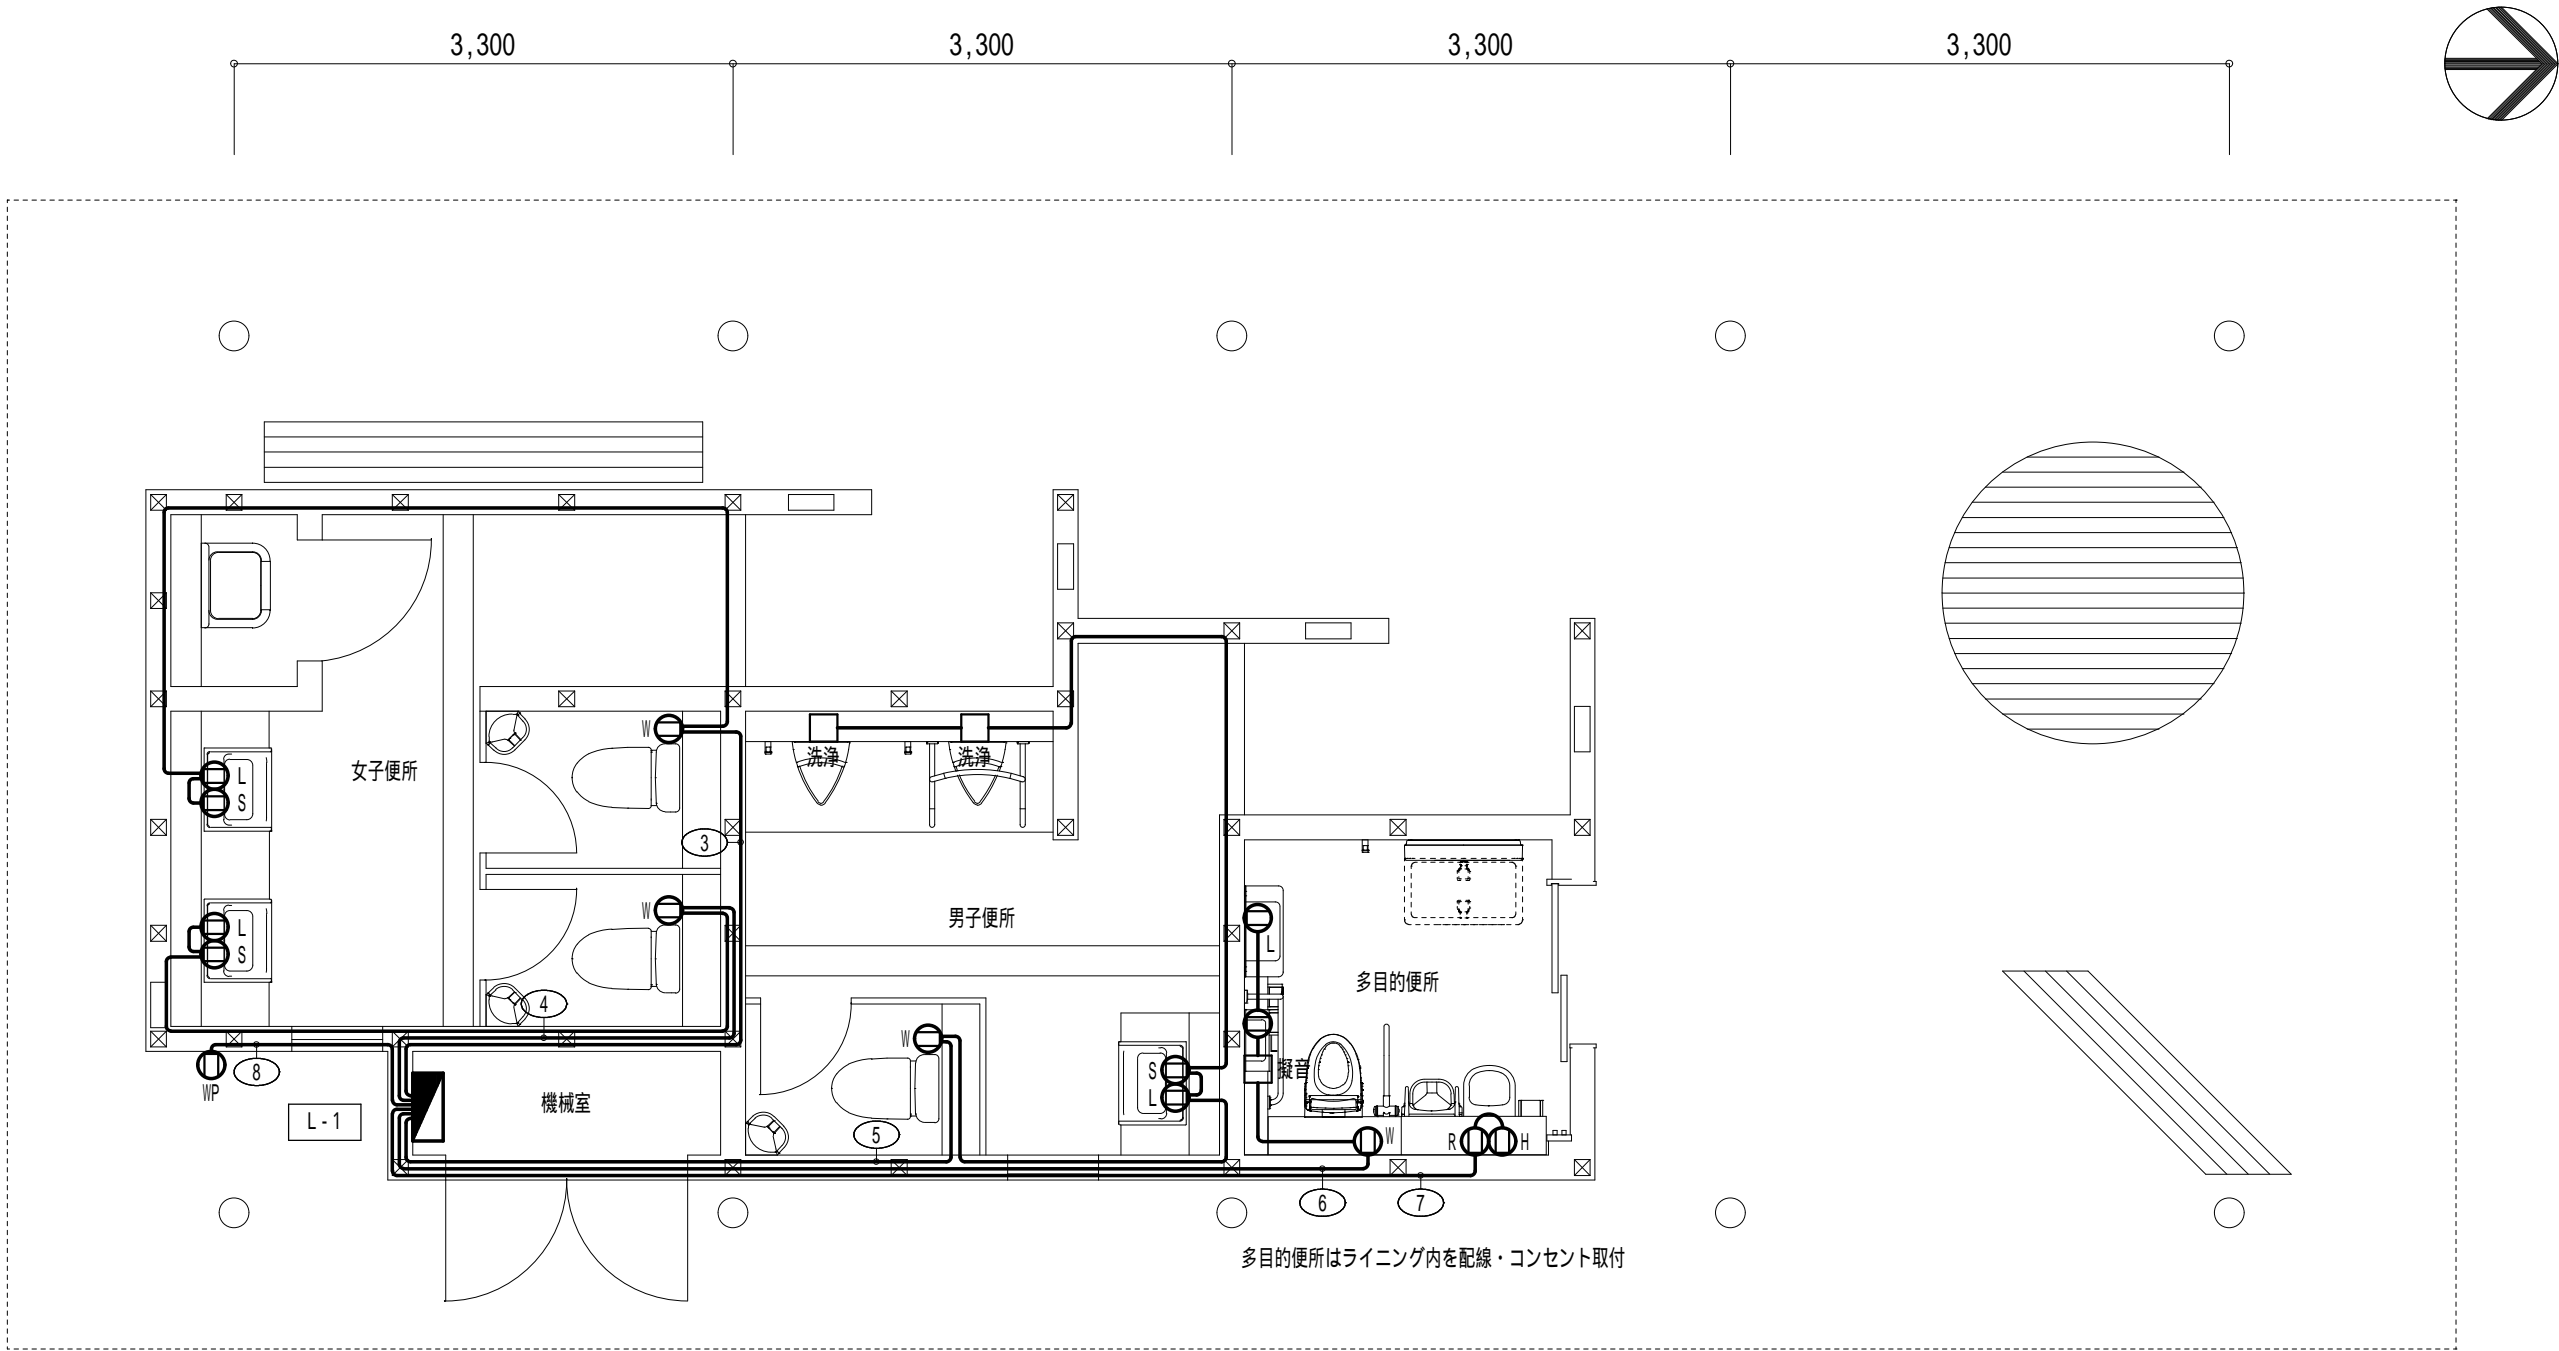 3,300 3,300 3,300 3,300
W
洗浄 洗浄
女子便所
L
S
3
W
男子便所
L
S
L
多目的便所
4
W
8
WP
擬音
S
L
機械室
L-1
5
W
R
H
6
7
多目的便所はライニング内を配線・コンセント取付